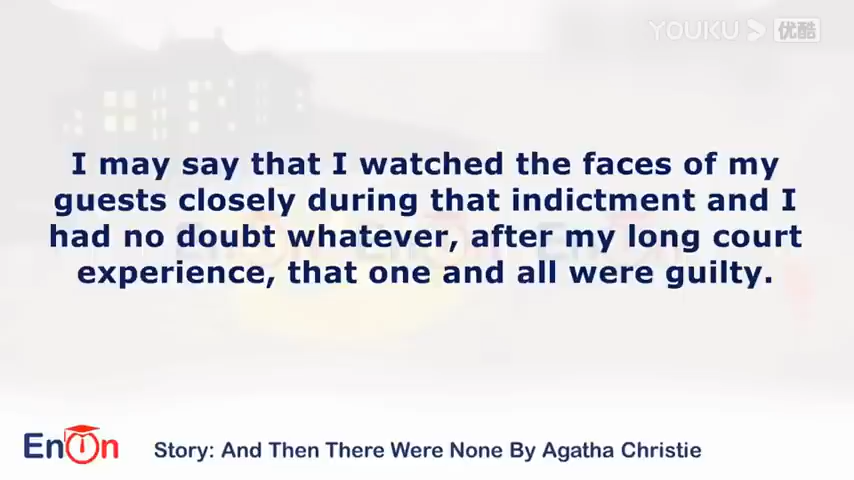 YOUKU 优酷
I may say that I watched the faces of my
guests closely during that indictment and I
had no doubt whatever, after my long court
experience, that one and all were guilty.
EnOn
Story: And Then There Were None By Agatha Christie